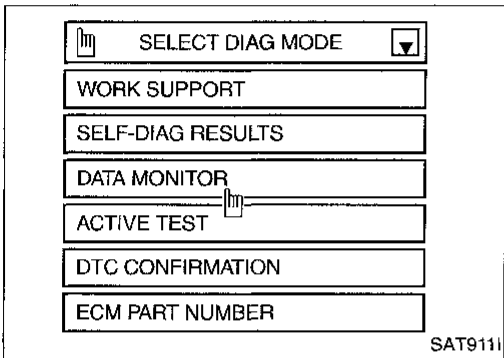 SELECT DIAG MODE
WORK SUPPORT
SELF-DIAG RESULTS
DATA MONITOR
ACTIVE TEST
DTC CONFIRMATION
ECM PART NUMBER
SAT911I